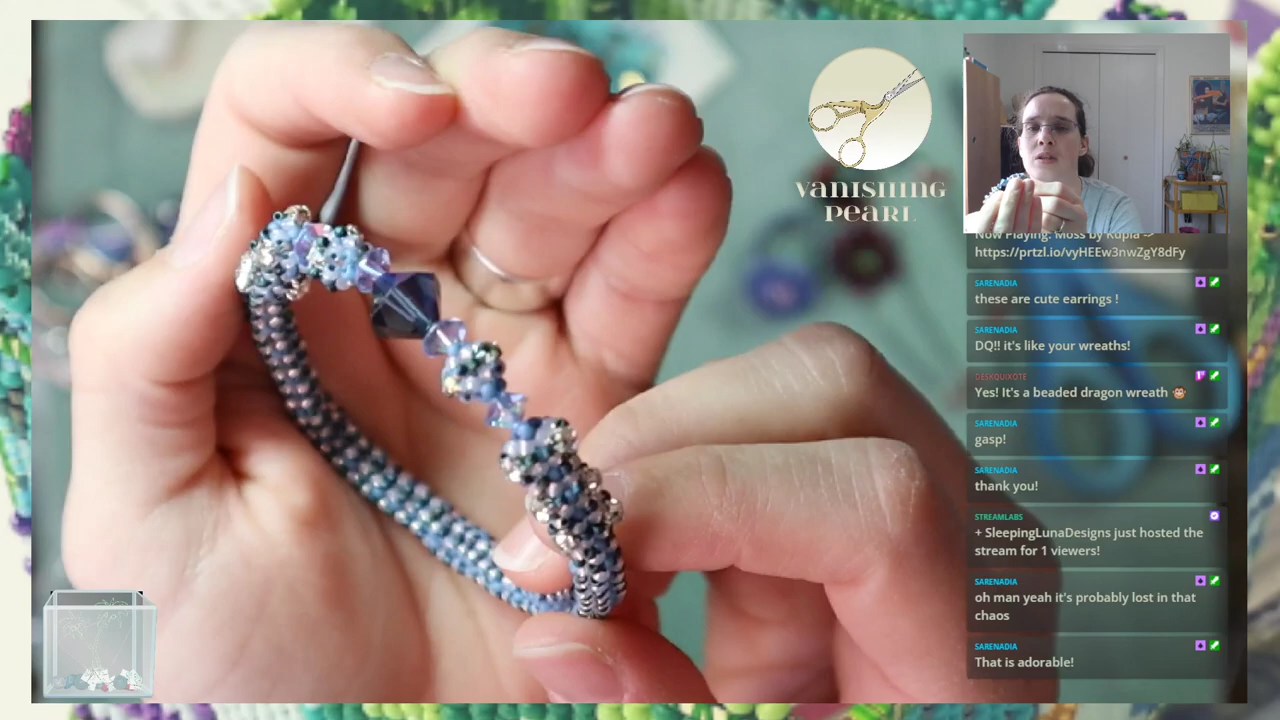 VANISHING
PEARL
Now Playing: Moss by Kupla ->
https://prtzl.io/vyHEEw3nwZgY8dFy
SARENADIA
these are cute earrings !
SARENADIA
DQ!! it's like your wreaths!
DESKQUIXOTE
Yes! It's a beaded dragon wreath
SARENADIA
gasp!
SARENADIA
thank you!
STREAMLABS
+ SleepingLunaDesigns just hosted the
stream for 1 viewers!
SARENADIA
oh man yeah it's probably lost in that
chaos
SARENADIA
That is adorable!